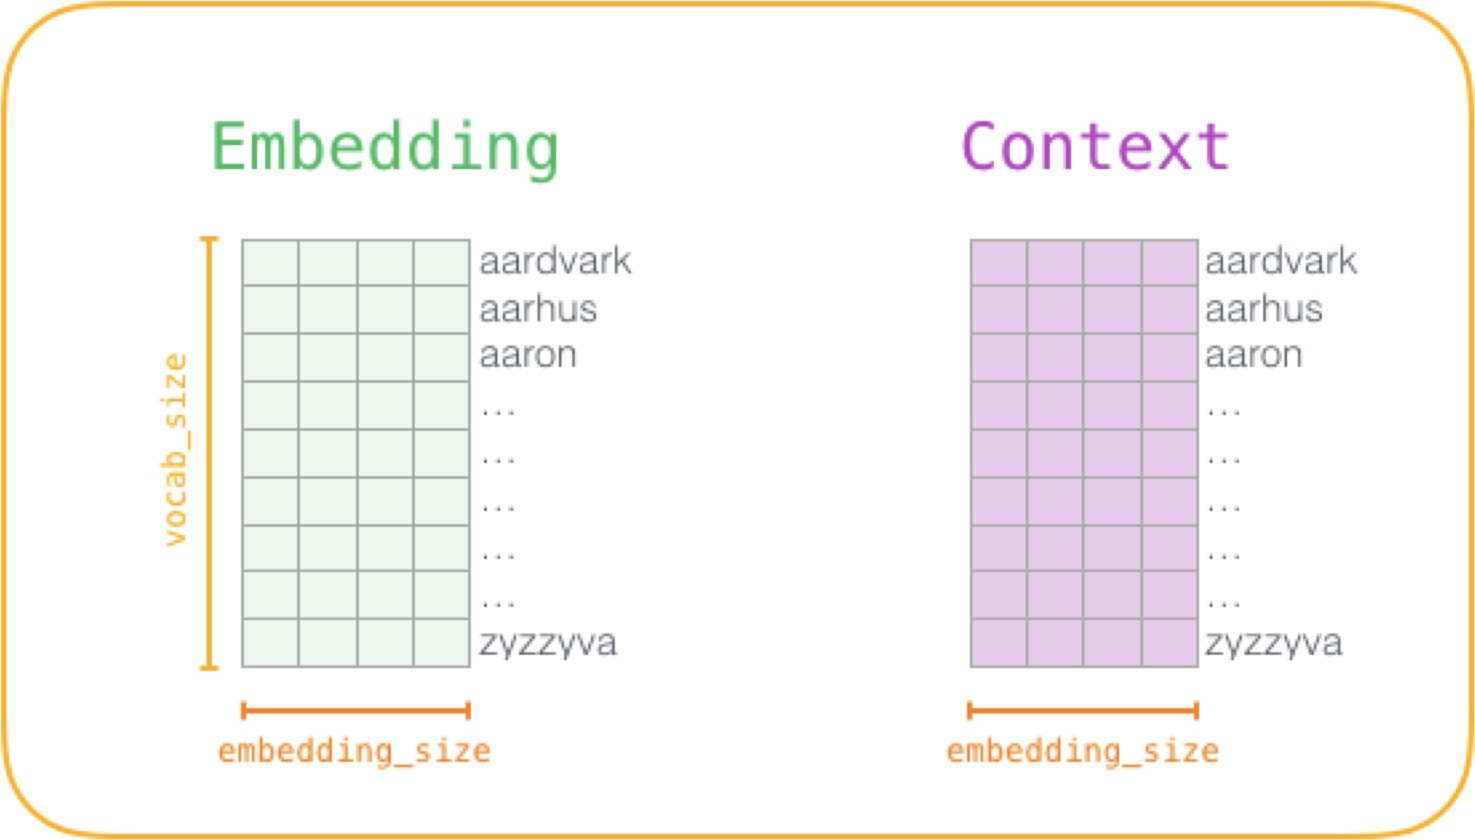 Embedding
Context
vocab_size
aardvark
aarhus
aaron
...
...
...
...
...
zyzzyva
embedding_size
aardvark
aarhus
aaron
...
...
...
...
...
zyzzyva
embedding_size